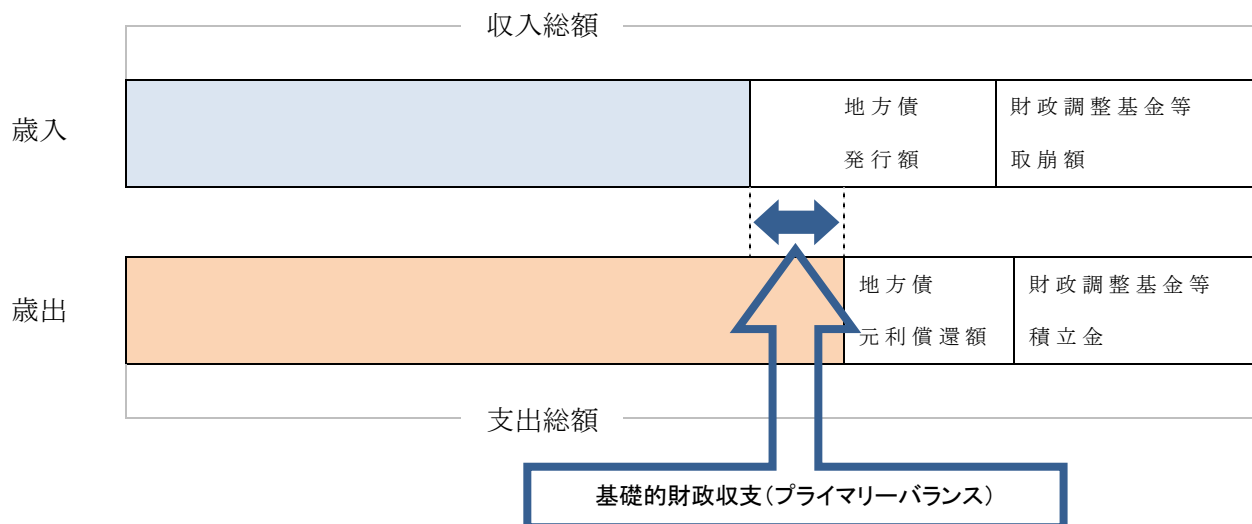 収入総額
歳入
地方債
発行額
財政調整基金等
取崩額
歳出
地方債
元利償還額
財政調整基金等
積立金
支出総額
基礎的財政収支(プライマリーバランス)